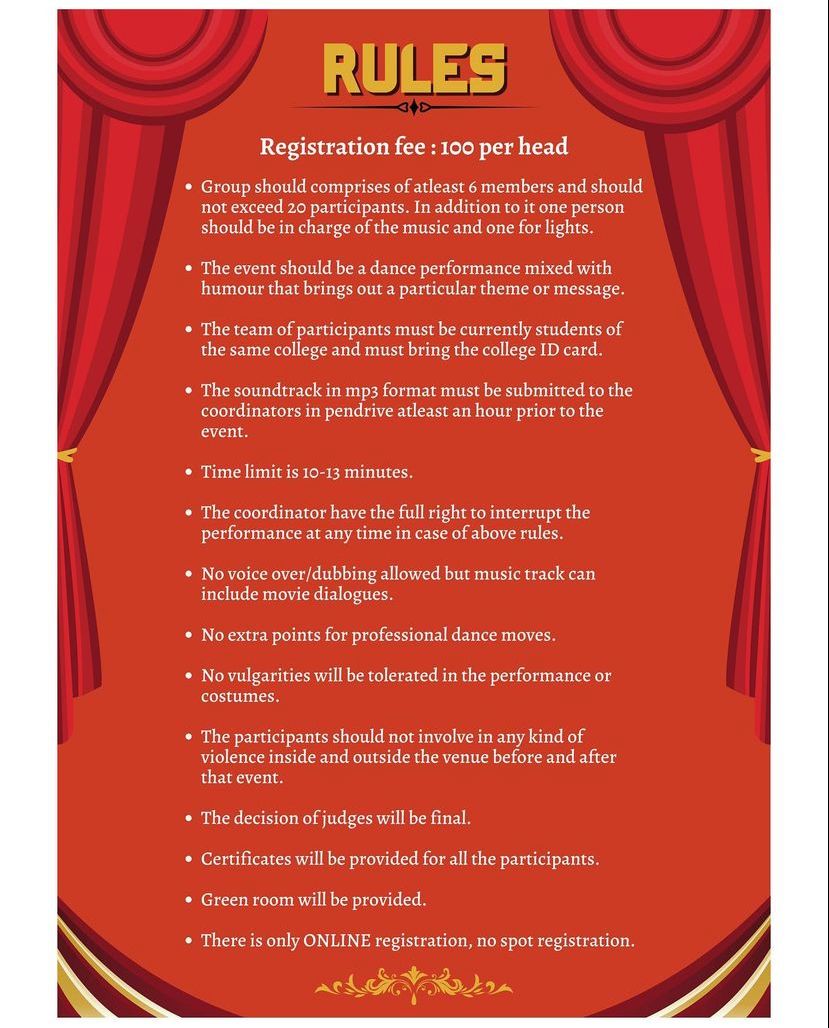 RULES
Registration fee : 100 per head
• Group should comprises of atleast 6 members and should
not exceed 20 participants. In addition to it one person
should be in charge of the music and one for lights.
• The event should be a dance performance mixed with
humour that brings out a particular theme or message.
• The team of participants must be currently students of
the same college and must bring the college ID card.
• The soundtrack in mp3 format must be submitted to the
coordinators in pendrive atleast an hour prior to the
event.
• Time limit is 10-13 minutes.
• The coordinator have the full right to interrupt the
performance at any time in case of above rules.
• No voice over/dubbing allowed but music track can
include movie dialogues.
• No extra points for professional dance moves.
• No vulgarities will be tolerated in the performance or
costumes.
• The participants should not involve in any kind of
violence inside and outside the venue before and after
that event.
• The decision of judges will be final.
• Certificates will be provided for all the participants.
• Green room will be provided.
• There is only ONLINE registration, no spot registration.